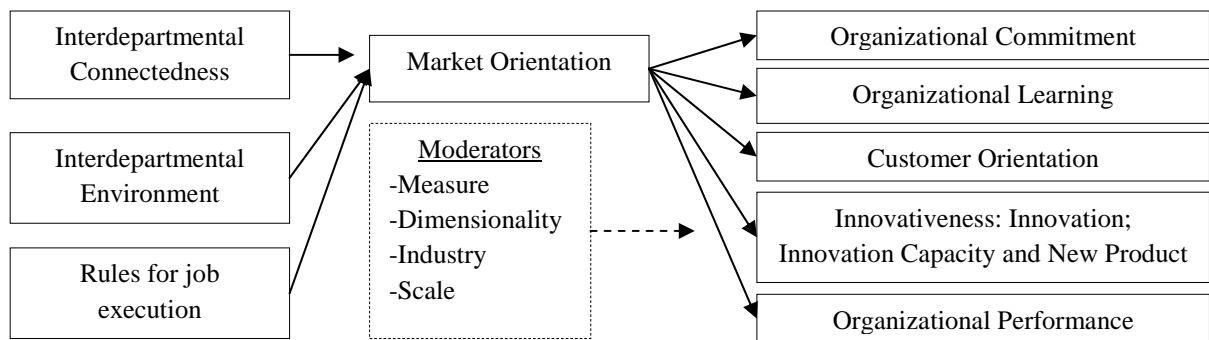 Interdepartmental
Connectedness
Interdepartmental
Environment
Rules for job
execution
Market Orientation
Moderators
-Measure
-Dimensionality
-Industry
-Scale
Organizational Commitment
Organizational Learning
Customer Orientation
Innovativeness: Innovation;
Innovation Capacity and New Product
Organizational Performance